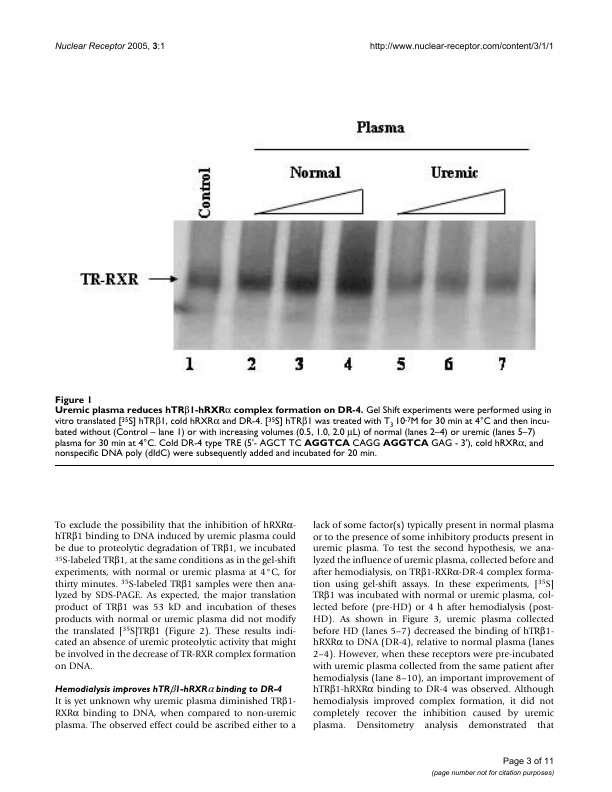 Nuclear Receptor 2005, 3:1
http://www.nuclear-receptor.com/content/3/1/1
Plasma
Control
Normal
Uremic
TR-RXR
1 2 3 4 5 6 7
Figure 1
Uremic plasma reduces hTRβ1-hRXRα complex formation on DR-4. Gel Shift experiments were performed using in
vitro translated [³⁵S] hTRβ1, cold hRXRα and DR-4. [³⁵S] hTRβ1 was treated with T₃ 10⁻⁷M for 30 min at 4°C and then incu-
bated without (Control – lane 1) or with increasing volumes (0.5, 1.0, 2.0 μL) of normal (lanes 2–4) or uremic (lanes 5–7)
plasma for 30 min at 4°C. Cold DR-4 type TRE (5'- AGCT TC AGGTCA CAGG AGGTCA GAG - 3'), cold hRXRα, and
nonspecific DNA poly (dIdC) were subsequently added and incubated for 20 min.
To exclude the possibility that the inhibition of hRXRα-
hTRβ1 binding to DNA induced by uremic plasma could
be due to proteolytic degradation of TRβ1, we incubated
³⁵S-labeled TRβ1, at the same conditions as in the gel-shift
experiments, with normal or uremic plasma at 4°C, for
thirty minutes. ³⁵S-labeled TRβ1 samples were then ana-
lyzed by SDS-PAGE. As expected, the major translation
product of TRβ1 was 53 kD and incubation of theses
products with normal or uremic plasma did not modify
the translated [³⁵S]TRβ1 (Figure 2). These results indi-
cated an absence of uremic proteolytic activity that might
be involved in the decrease of TR-RXR complex formation
on DNA.
Hemodialysis improves hTRβ1-hRXRα binding to DR-4
It is yet unknown why uremic plasma diminished TRβ1-
RXRα binding to DNA, when compared to non-uremic
plasma. The observed effect could be ascribed either to a
lack of some factor(s) typically present in normal plasma
or to the presence of some inhibitory products present in
uremic plasma. To test the second hypothesis, we ana-
lyzed the influence of uremic plasma, collected before and
after hemodialysis, on TRβ1-RXRα-DR-4 complex forma-
tion using gel-shift assays. In these experiments, [³⁵S]
TRβ1 was incubated with normal or uremic plasma, col-
lected before (pre-HD) or 4 h after hemodialysis (post-
HD). As shown in Figure 3, uremic plasma collected
before HD (lanes 5–7) decreased the binding of hTRβ1-
hRXRα to DNA (DR-4), relative to normal plasma (lanes
2–4). However, when these receptors were pre-incubated
with uremic plasma collected from the same patient after
hemodialysis (lane 8–10), an important improvement of
hTRβ1-hRXRα binding to DR-4 was observed. Although
hemodialysis improved complex formation, it did not
completely recover the inhibition caused by uremic
plasma. Densitometry analysis demonstrated that
Page 3 of 11
(page number not for citation purposes)